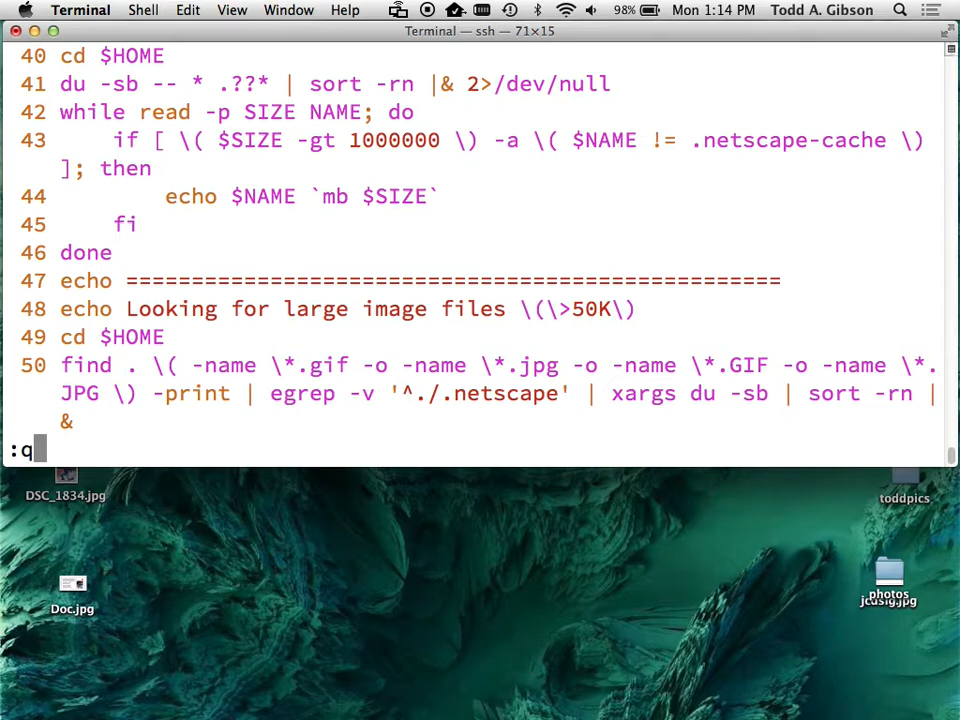 Terminal Shell Edit View Window Help 98% Mon 1:14 PM Todd A. Gibson
Terminal — ssh — 71×15
40 cd $HOME
41 du -sb -- * .??* | sort -rn |& 2>/dev/null
42 while read -p SIZE NAME; do
43     if [ \( $SIZE -gt 1000000 \) -a \( $NAME != .netscape-cache \)
]; then
44         echo $NAME `mb $SIZE`
45     fi
46 done
47 echo ==================================================
48 echo Looking for large image files \(\>50K\)
49 cd $HOME
50 find . \( -name \*.gif -o -name \*.jpg -o -name \*.GIF -o -name \*.
JPG \) -print | egrep -v '^./.netscape' | xargs du -sb | sort -rn |
&
:q
DSC_1834.jpg
toddpics
Doc.jpg
photos
jcdsig.jpg